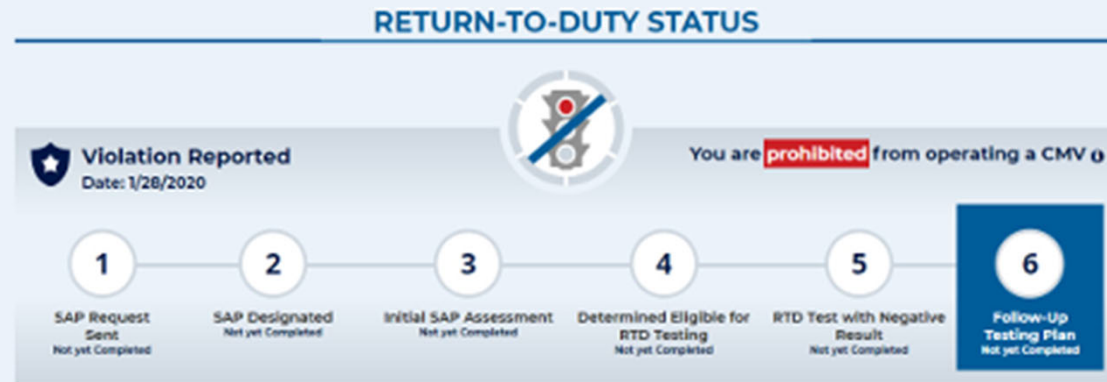 RETURN-TO-DUTY STATUS
Violation Reported
Date: 1/28/2020
You are prohibited from operating a CMV
1
2
3
4
5
6
SAP Request
Sent
Not yet Completed
SAP Designated
Not yet Completed
Initial SAP Assessment
Not yet Completed
Determined Eligible for
RTD Testing
Not yet Completed
RTD Test with Negative
Result
Not yet Completed
Follow-Up
Testing Plan
Not yet Completed